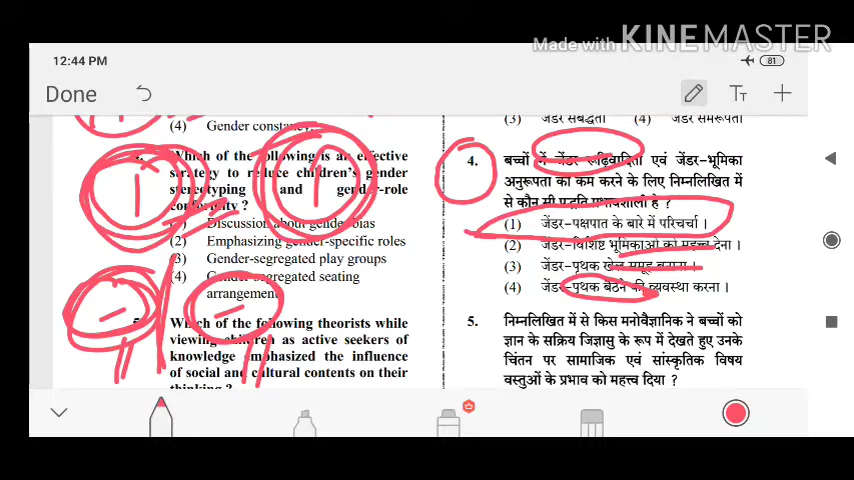 Made with KINEMASTER
12:44 PM
81
Done
(4) Gender constancy
Which of the following is an effective
strategy to reduce children's gender
stereotyping and gender-role
conformity ?
Discussion about gender bias
(2) Emphasizing gender-specific roles
(3) Gender-segregated play groups
(4) Gender-segregated seating
arrangement
5.
Which of the following theorists while
viewing children as active seekers of
knowledge emphasized the influence
of social and cultural contents on their
thinking ?
(3) जेंडर संबद्धता (4) जेंडर समरूपता
4. बच्चों में जेंडर-रूढ़िवादिता एवं जेंडर-भूमिका
अनुरूपता को कम करने के लिए निम्नलिखित में
से कौन सी पद्धति प्रभावशाली है ?
(1) जेंडर-पक्षपात के बारे में परिचर्चा ।
(2) जेंडर-विशिष्ट भूमिकाओं को महत्त्व देना ।
(3) जेंडर-पृथक खेल समूह बनाना ।
(4) जेंडर-पृथक बैठने की व्यवस्था करना ।
5. निम्नलिखित में से किस मनोवैज्ञानिक ने बच्चों को
ज्ञान के सक्रिय जिज्ञासु के रूप में देखते हुए उनके
चिंतन पर सामाजिक एवं सांस्कृतिक विषय
वस्तुओं के प्रभाव को महत्त्व दिया ?